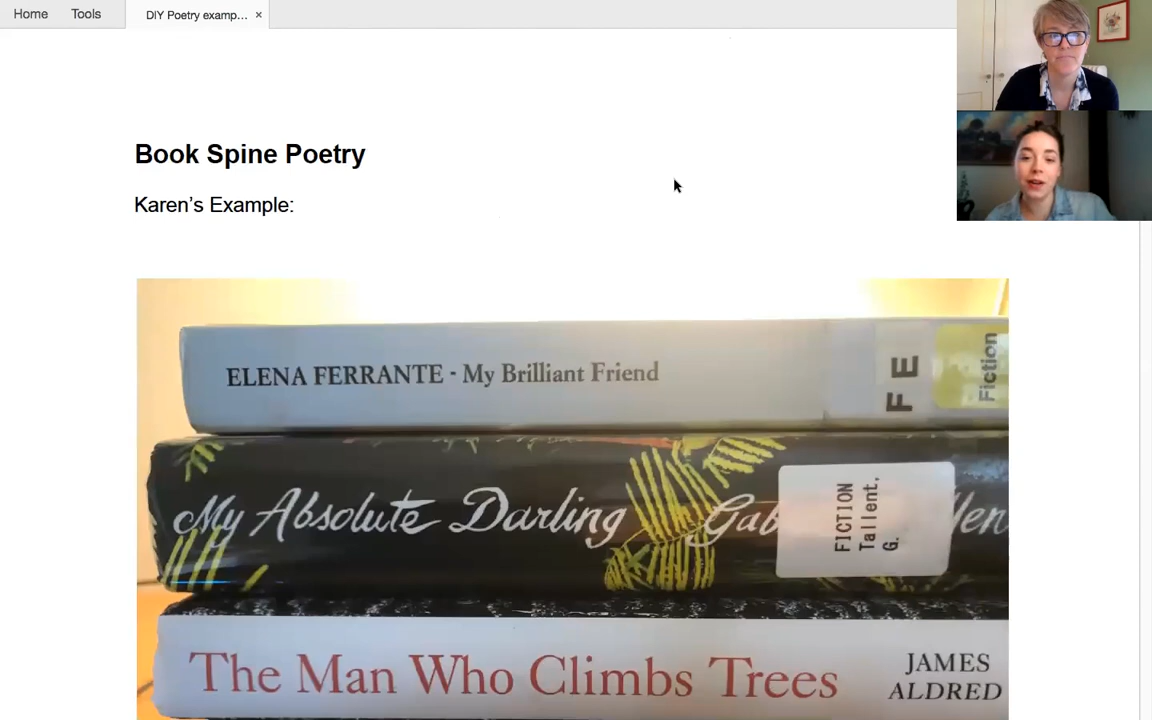 Home Tools DIY Poetry examp... ×
Book Spine Poetry
Karen's Example:
ELENA FERRANTE - My Brilliant Friend
F E
Fiction
My Absolute Darling Gab
FICTION
Tallent,
G.
The Man Who Climbs Trees
JAMES
ALDRED